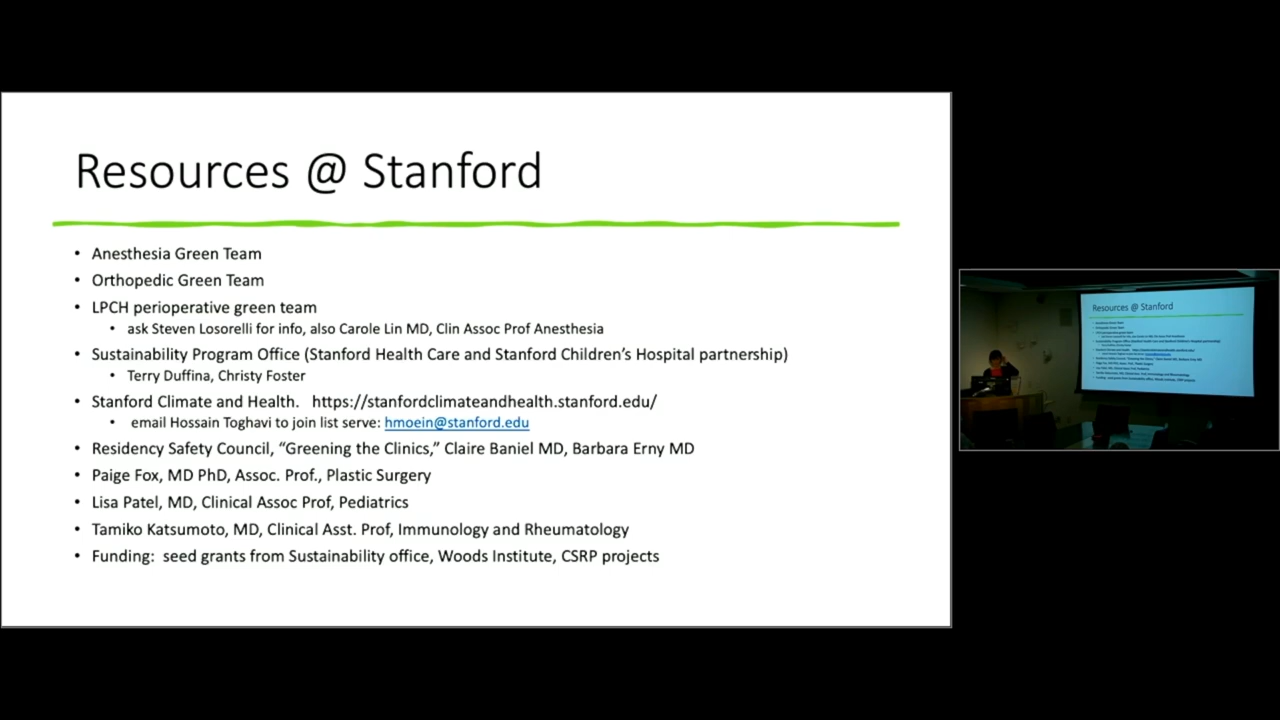 Resources @ Stanford
• Anesthesia Green Team
• Orthopedic Green Team
• LPCH perioperative green team
• ask Steven Losorelli for info, also Carole Lin MD, Clin Assoc Prof Anesthesia
• Sustainability Program Office (Stanford Health Care and Stanford Children’s Hospital partnership)
• Terry Duffina, Christy Foster
• Stanford Climate and Health. https://stanfordclimateandhealth.stanford.edu/
• email Hossain Toghavi to join list serve: hmoein@stanford.edu
• Residency Safety Council, “Greening the Clinics,” Claire Baniel MD, Barbara Erny MD
• Paige Fox, MD PhD, Assoc. Prof., Plastic Surgery
• Lisa Patel, MD, Clinical Assoc Prof, Pediatrics
• Tamiko Katsumoto, MD, Clinical Asst. Prof, Immunology and Rheumatology
• Funding: seed grants from Sustainability office, Woods Institute, CSRP projects
Resources @ Stanford